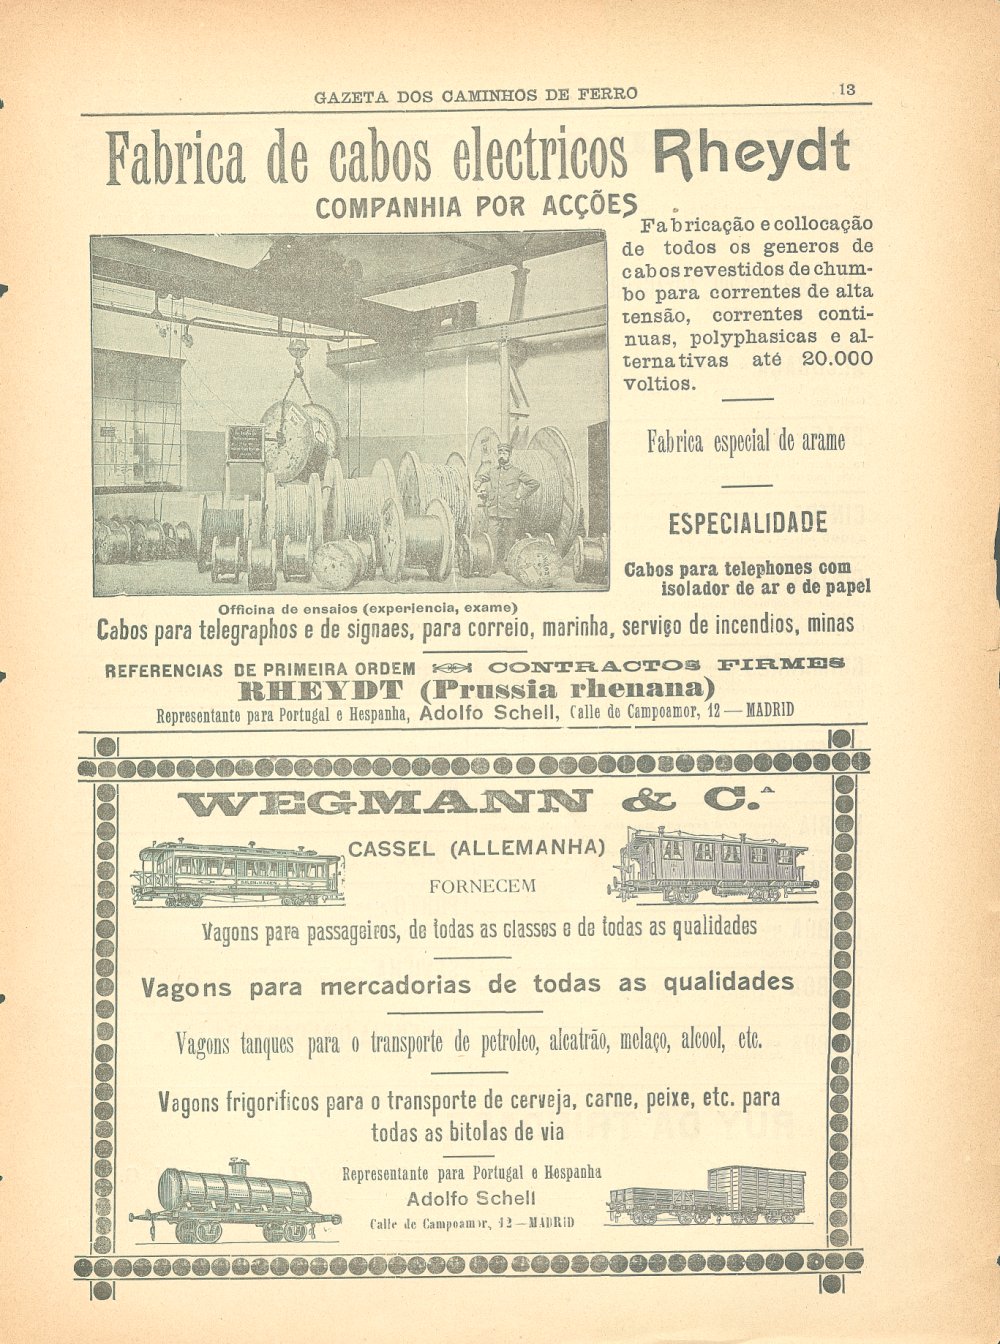 GAZETA DOS CAMINHOS DE FERRO
13
Fabrica de cabos electricos Rheydt
COMPANHIA POR ACÇÕES
Fabricação e collocação
de todos os generos de
cabos revestidos de chum-
bo para correntes de alta
tensão, correntes conti-
nuas, polyphasicas e al-
ternativas até 20.000
voltios.
Fabrica especial de arame
ESPECIALIDADE
Cabos para telephones com
isolador de ar e de papel
Officina de ensaios (experiencia, exame)
Cabos para telegraphos e de signaes, para correio, marinha, serviço de incendios, minas
REFERENCIAS DE PRIMEIRA ORDEM CONTRACTOS FIRMES
RHEYDT (Prussia rhenana)
Representante para Portugal e Hespanha, Adolfo Schell, Calle de Campoamor, 12 — MADRID
WEGMANN & C.ᴬ
CASSEL (ALLEMANHA)
FORNECEM
Vagons para passageiros, de todas as classes e de todas as qualidades
Vagons para mercadorias de todas as qualidades
Vagons tanques para o transporte de petroleo, alcatrão, melaço, alcool, etc.
Vagons frigorificos para o transporte de cerveja, carne, peixe, etc. para
todas as bitolas de via
Representante para Portugal e Hespanha
Adolfo Schell
Calle de Campoamor, 12 — MADRID